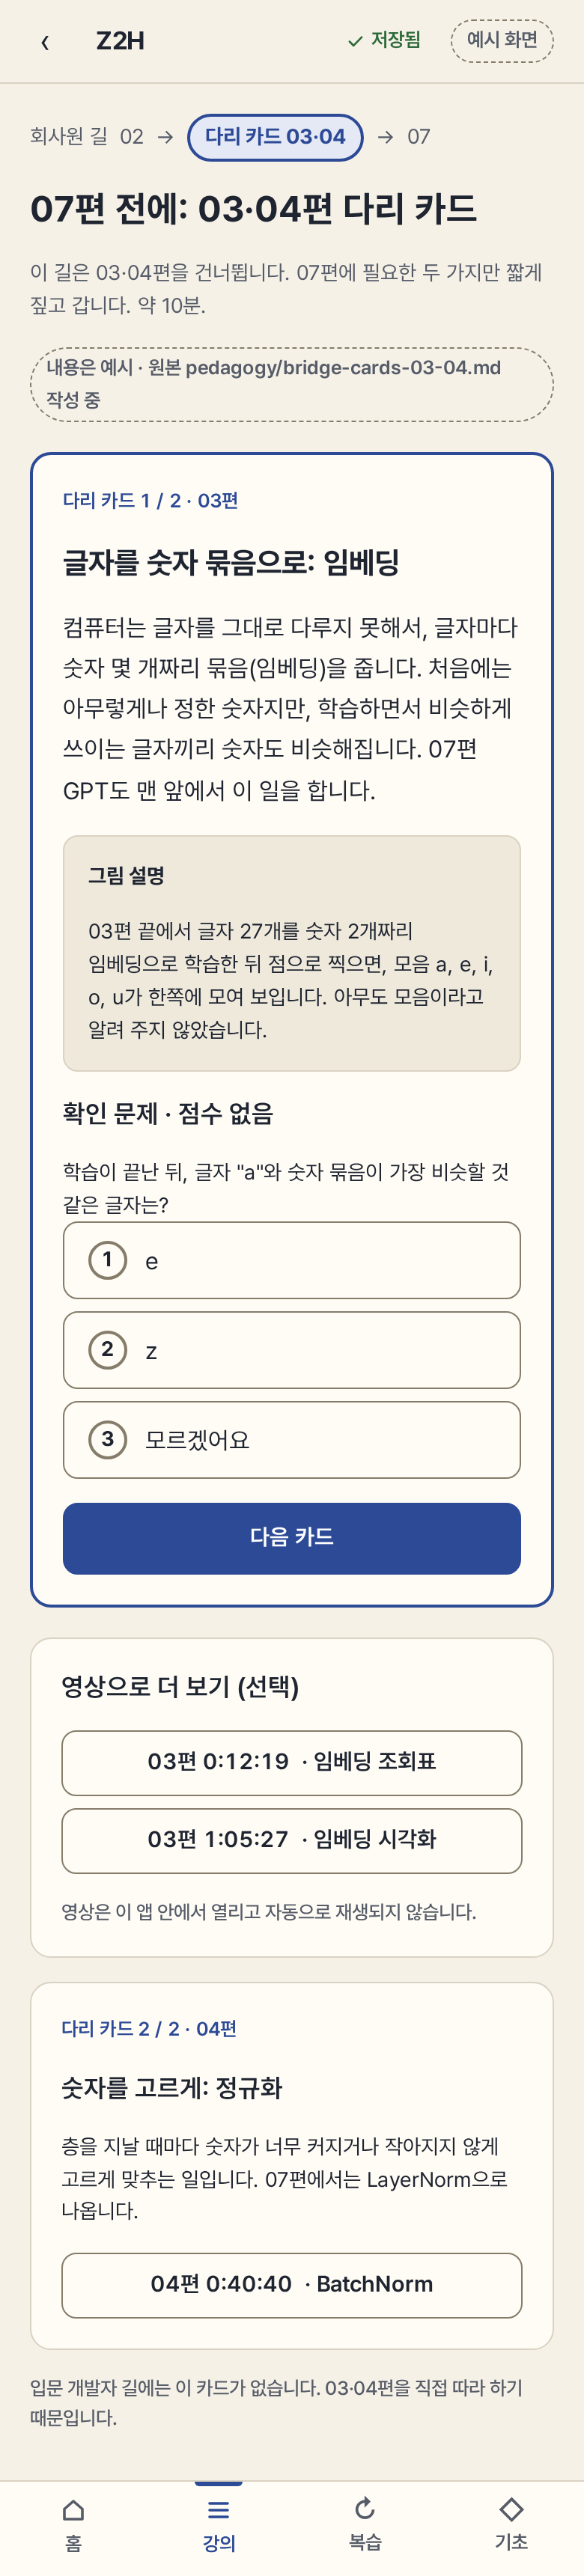 Z2H
저장됨
예시 화면
회사원 길 02 → 다리 카드 03·04 → 07
07편 전에: 03·04편 다리 카드
이 길은 03·04편을 건너뜁니다. 07편에 필요한 두 가지만 짧게
짚고 갑니다. 약 10분.
내용은 예시 · 원본 pedagogy/bridge-cards-03-04.md
작성 중
다리 카드 1 / 2 · 03편
글자를 숫자 묶음으로: 임베딩
컴퓨터는 글자를 그대로 다루지 못해서, 글자마다
숫자 몇 개짜리 묶음(임베딩)을 줍니다. 처음에는
아무렇게나 정한 숫자지만, 학습하면서 비슷하게
쓰이는 글자끼리 숫자도 비슷해집니다. 07편
GPT도 맨 앞에서 이 일을 합니다.
그림 설명
03편 끝에서 글자 27개를 숫자 2개짜리
임베딩으로 학습한 뒤 점으로 찍으면, 모음 a, e, i,
o, u가 한쪽에 모여 보입니다. 아무도 모음이라고
알려 주지 않았습니다.
확인 문제 · 점수 없음
학습이 끝난 뒤, 글자 "a"와 숫자 묶음이 가장 비슷할 것
같은 글자는?
1 e
2 z
3 모르겠어요
다음 카드
영상으로 더 보기 (선택)
03편 0:12:19 · 임베딩 조회표
03편 1:05:27 · 임베딩 시각화
영상은 이 앱 안에서 열리고 자동으로 재생되지 않습니다.
다리 카드 2 / 2 · 04편
숫자를 고르게: 정규화
층을 지날 때마다 숫자가 너무 커지거나 작아지지 않게
고르게 맞추는 일입니다. 07편에서는 LayerNorm으로
나옵니다.
04편 0:40:40 · BatchNorm
입문 개발자 길에는 이 카드가 없습니다. 03·04편을 직접 따라 하기
때문입니다.
홈
강의
복습
기초